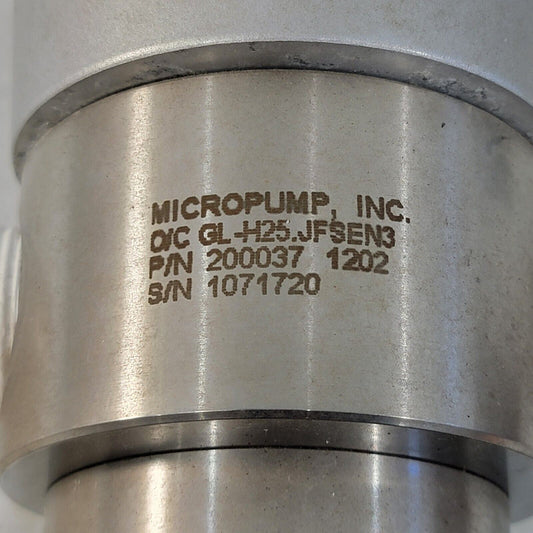 MICROPUMP, INC.
O/C GL-H25.JFSEN3
P/N 200037 1202
S/N 1071720